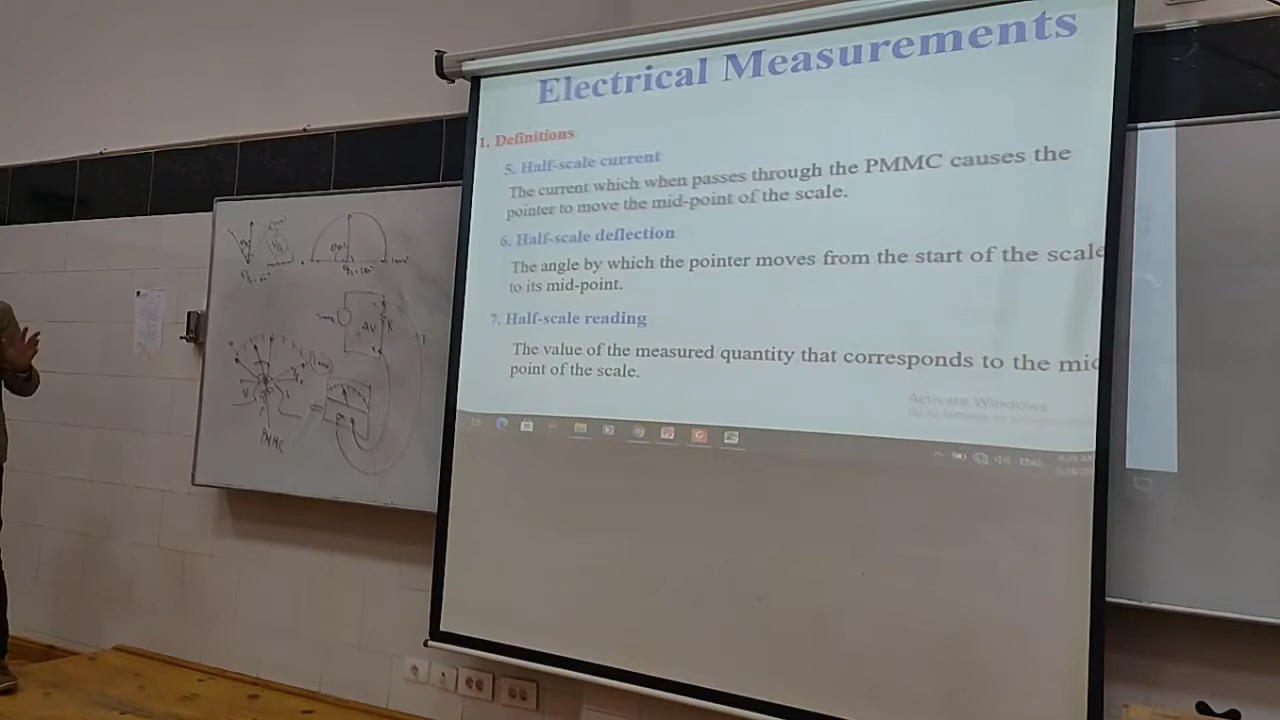 Electrical Measurements
1. Definitions
5. Half-scale current
The current which when passes through the PMMC causes the
pointer to move the mid-point of the scale.
6. Half-scale deflection
The angle by which the pointer moves from the start of the scale
to its mid-point.
7. Half-scale reading
The value of the measured quantity that corresponds to the mid
point of the scale.
Activate Windows
ENG
PMMC